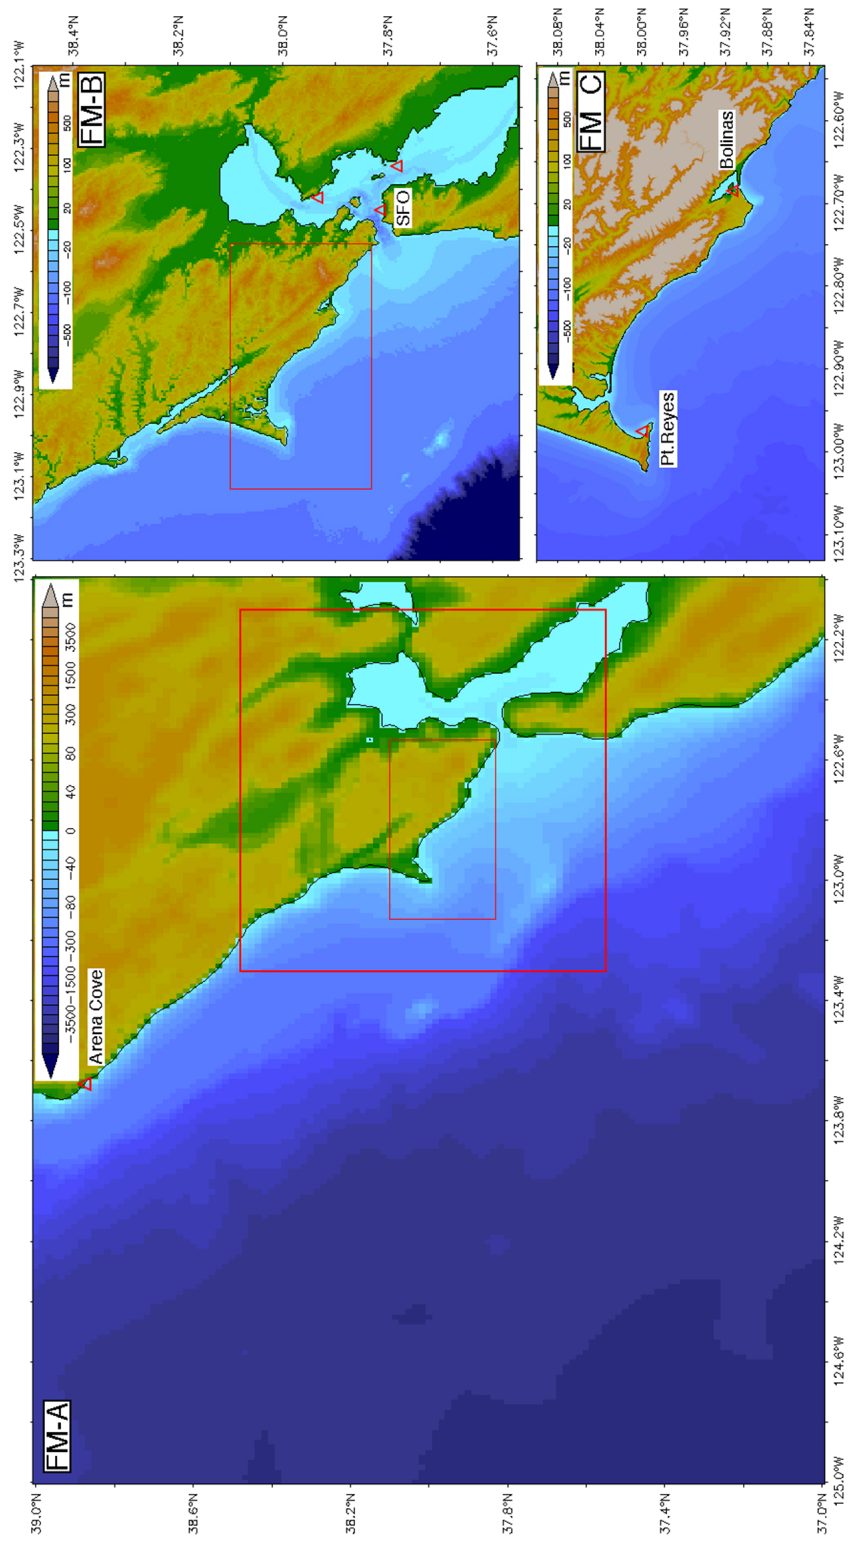 FM-A
−3500−1500 −300 −80 −40 0 40 80 300 1500 3500 m
Arena Cove
39.0°N
38.6°N
38.2°N
37.8°N
37.4°N
37.0°N
125.0°W 124.6°W 124.2°W 123.8°W 123.4°W 123.0°W 122.6°W 122.2°W
123.3°W 123.1°W 122.9°W 122.7°W 122.5°W 122.3°W 122.1°W
−500 −100 −20 20 100 500 m
FM-B
SFO
38.4°N
38.2°N
38.0°N
37.8°N
37.6°N
−500 −100 −20 20 100 500 m
FM_C
Bolinas
Pt.Reyes
38.08°N
38.04°N
38.00°N
37.96°N
37.92°N
37.88°N
37.84°N
123.10°W 123.00°W 122.90°W 122.80°W 122.70°W 122.60°W